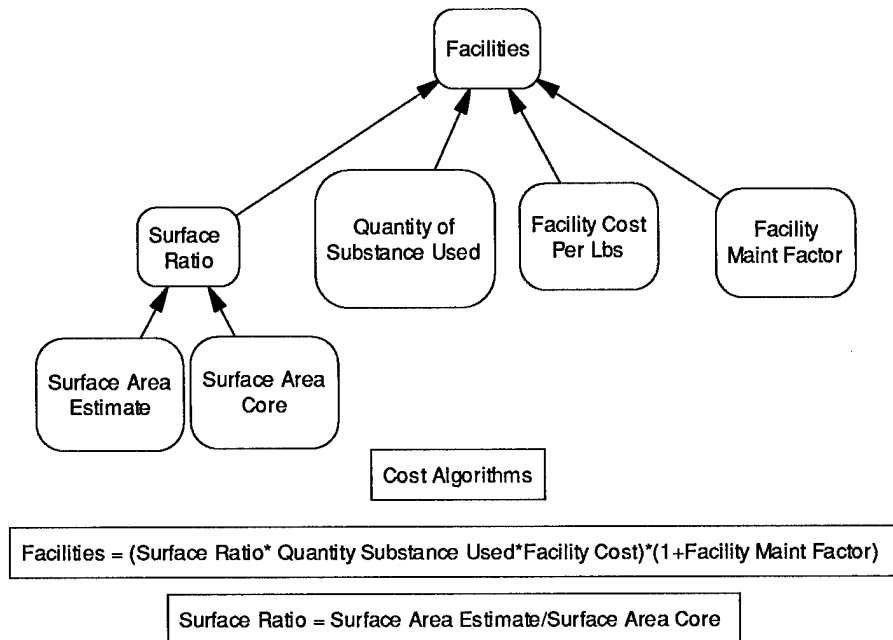 Facilities
Quantity of
Substance Used
Facility Cost
Per Lbs
Facility
Maint Factor
Surface
Ratio
Surface Area
Estimate
Surface Area
Core
Cost Algorithms
Facilities = (Surface Ratio* Quantity Substance Used*Facility Cost)*(1+Facility Maint Factor)
Surface Ratio = Surface Area Estimate/Surface Area Core